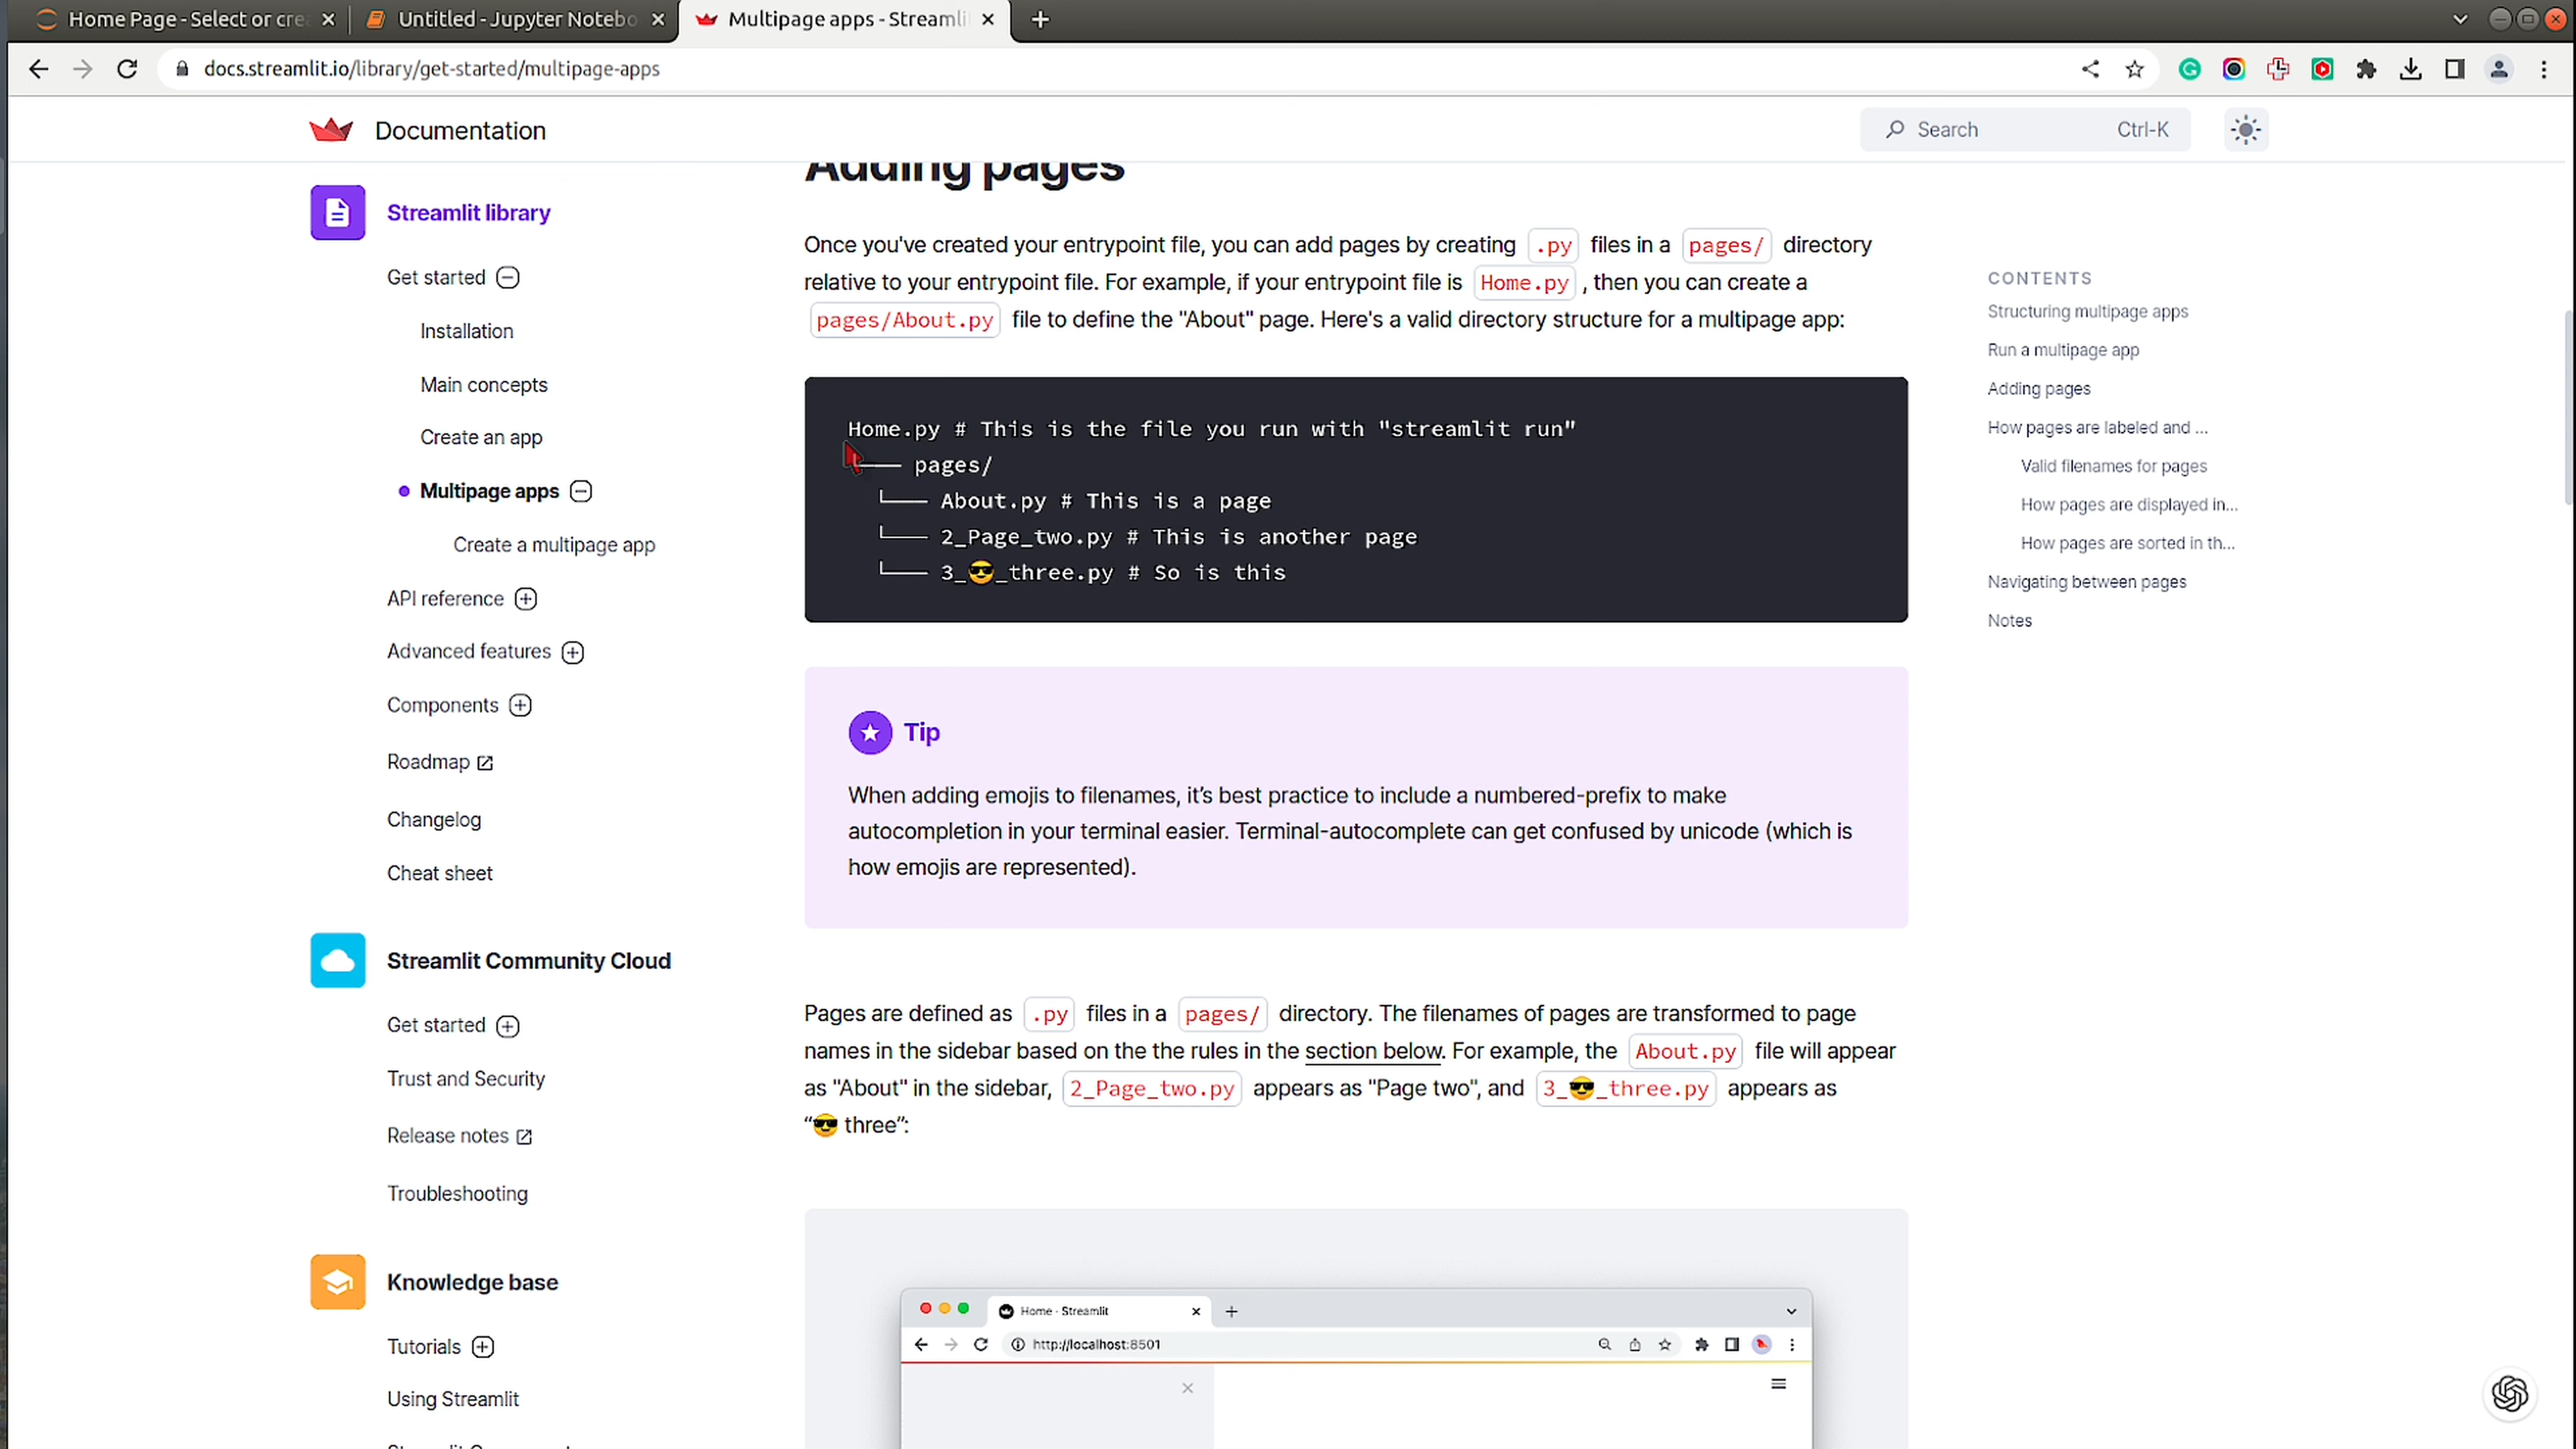 Home Page - Select or crea
Untitled - Jupyter Notebo
Multipage apps - Streamli
docs.streamlit.io/library/get-started/multipage-apps
Documentation
Search
Ctrl-K
Streamlit library
Get started
Installation
Main concepts
Create an app
Multipage apps
Create a multipage app
API reference
Advanced features
Components
Roadmap
Changelog
Cheat sheet
Streamlit Community Cloud
Get started
Trust and Security
Release notes
Troubleshooting
Knowledge base
Tutorials
Using Streamlit
Adding pages
Once you've created your entrypoint file, you can add pages by creating .py files in a pages/ directory
relative to your entrypoint file. For example, if your entrypoint file is Home.py , then you can create a
pages/About.py file to define the "About" page. Here's a valid directory structure for a multipage app:
Home.py # This is the file you run with "streamlit run"
└── pages/
└── About.py # This is a page
└── 2_Page_two.py # This is another page
└── 3_😎_three.py # So is this
Tip
When adding emojis to filenames, it’s best practice to include a numbered-prefix to make
autocompletion in your terminal easier. Terminal-autocomplete can get confused by unicode (which is
how emojis are represented).
Pages are defined as .py files in a pages/ directory. The filenames of pages are transformed to page
names in the sidebar based on the the rules in the section below. For example, the About.py file will appear
as "About" in the sidebar, 2_Page_two.py appears as "Page two", and 3_😎_three.py appears as
“😎 three”:
Home · Streamlit
http://localhost:8501
CONTENTS
Structuring multipage apps
Run a multipage app
Adding pages
How pages are labeled and ...
Valid filenames for pages
How pages are displayed in...
How pages are sorted in th...
Navigating between pages
Notes